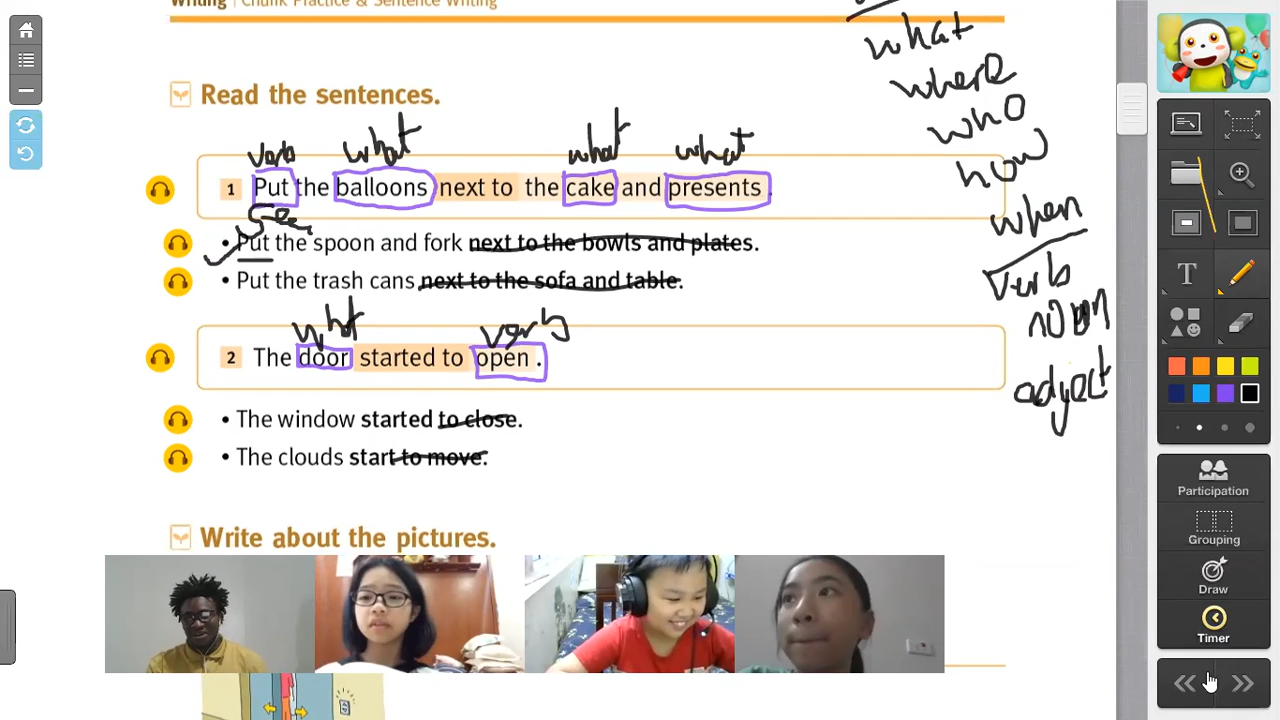 Writing | Chunk Practice & Sentence Writing
what
where
who
how
when
verb
noun
adject
Read the sentences.
verb what what what
1 Put the balloons next to the cake and presents.
See
• Put the spoon and fork next to the bowls and plates.
• Put the trash cans next to the sofa and table.
what verb
2 The door started to open.
• The window started to close.
• The clouds start to move.
Write about the pictures.
T
Participation
Grouping
Draw
Timer